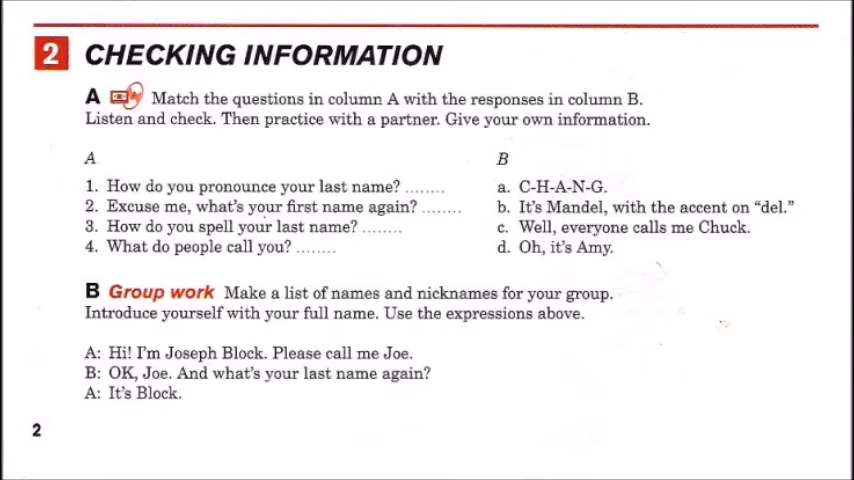 2 CHECKING INFORMATION
A Match the questions in column A with the responses in column B.
Listen and check. Then practice with a partner. Give your own information.
A
1. How do you pronounce your last name? ........
2. Excuse me, what's your first name again? ........
3. How do you spell your last name? ........
4. What do people call you? ........
B
a. C-H-A-N-G.
b. It's Mandel, with the accent on "del."
c. Well, everyone calls me Chuck.
d. Oh, it's Amy.
B Group work Make a list of names and nicknames for your group.
Introduce yourself with your full name. Use the expressions above.
A: Hi! I'm Joseph Block. Please call me Joe.
B: OK, Joe. And what's your last name again?
A: It's Block.
2